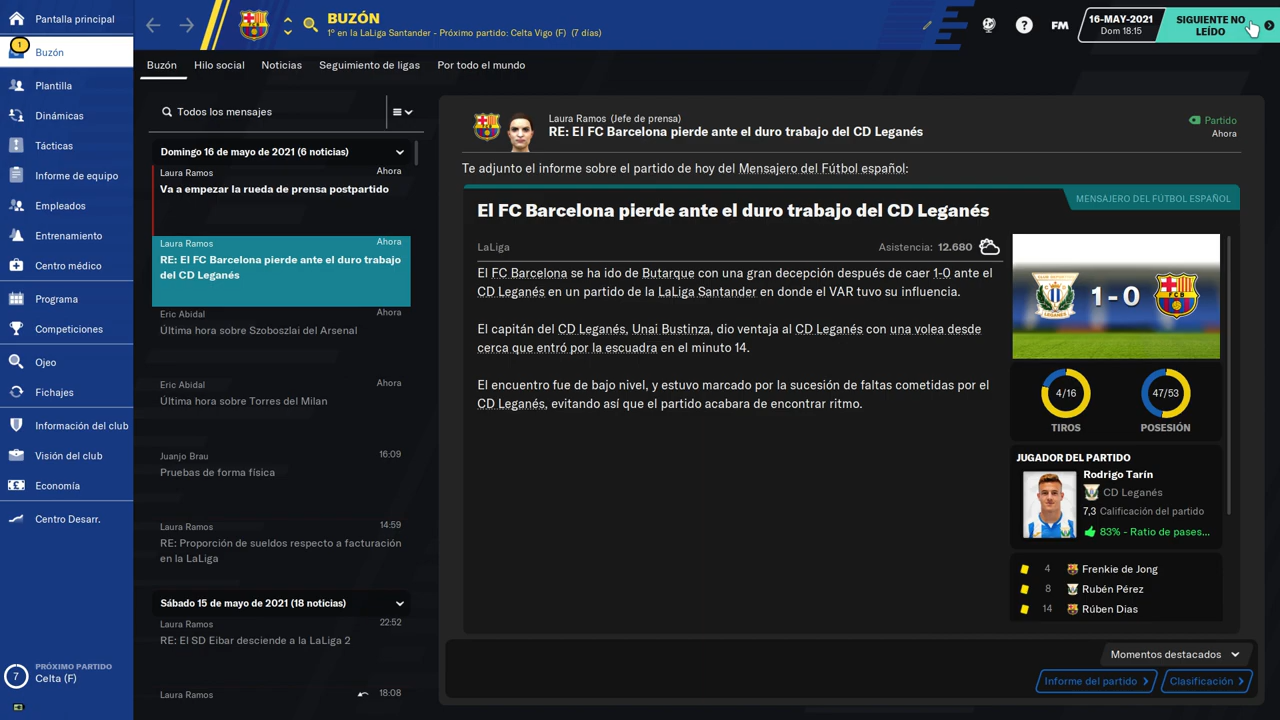 Pantalla principal
1
Buzón
Plantilla
Dinámicas
Tácticas
Informe de equipo
Empleados
Entrenamiento
Centro médico
Programa
Competiciones
Ojeo
Fichajes
Información del club
Visión del club
Economía
Centro Desarr.
7
PRÓXIMO PARTIDO
Celta (F)
BUZÓN
1º en la LaLiga Santander - Próximo partido: Celta Vigo (F) (7 días)
FM
16-MAY-2021
Dom 18:15
SIGUIENTE NO LEÍDO
Buzón
Hilo social
Noticias
Seguimiento de ligas
Por todo el mundo
Todos los mensajes
Domingo 16 de mayo de 2021 (6 noticias)
Laura Ramos
Ahora
Va a empezar la rueda de prensa postpartido
Laura Ramos
Ahora
RE: El FC Barcelona pierde ante el duro trabajo
del CD Leganés
Eric Abidal
Ahora
Última hora sobre Szoboszlai del Arsenal
Eric Abidal
Ahora
Última hora sobre Torres del Milan
Juanjo Brau
16:09
Pruebas de forma física
Laura Ramos
14:59
RE: Proporción de sueldos respecto a facturación
en la LaLiga
Sábado 15 de mayo de 2021 (18 noticias)
Laura Ramos
22:52
RE: El SD Eibar desciende a la LaLiga 2
Laura Ramos
18:08
Laura Ramos (Jefe de prensa)
RE: El FC Barcelona pierde ante el duro trabajo del CD Leganés
Partido
Ahora
Te adjunto el informe sobre el partido de hoy del Mensajero del Fútbol español:
MENSAJERO DEL FÚTBOL ESPAÑOL
El FC Barcelona pierde ante el duro trabajo del CD Leganés
LaLiga
Asistencia: 12.680
El FC Barcelona se ha ido de Butarque con una gran decepción después de caer 1-0 ante el
CD Leganés en un partido de la LaLiga Santander en donde el VAR tuvo su influencia.
El capitán del CD Leganés, Unai Bustinza, dio ventaja al CD Leganés con una volea desde
cerca que entró por la escuadra en el minuto 14.
El encuentro fue de bajo nivel, y estuvo marcado por la sucesión de faltas cometidas por el
CD Leganés, evitando así que el partido acabara de encontrar ritmo.
1-0
4/16
TIROS
47/53
POSESIÓN
JUGADOR DEL PARTIDO
Rodrigo Tarín
CD Leganés
7,3 Calificación del partido
83% - Ratio de pases...
4 Frenkie de Jong
8 Rubén Pérez
14 Rúben Dias
Momentos destacados
Informe del partido
Clasificación